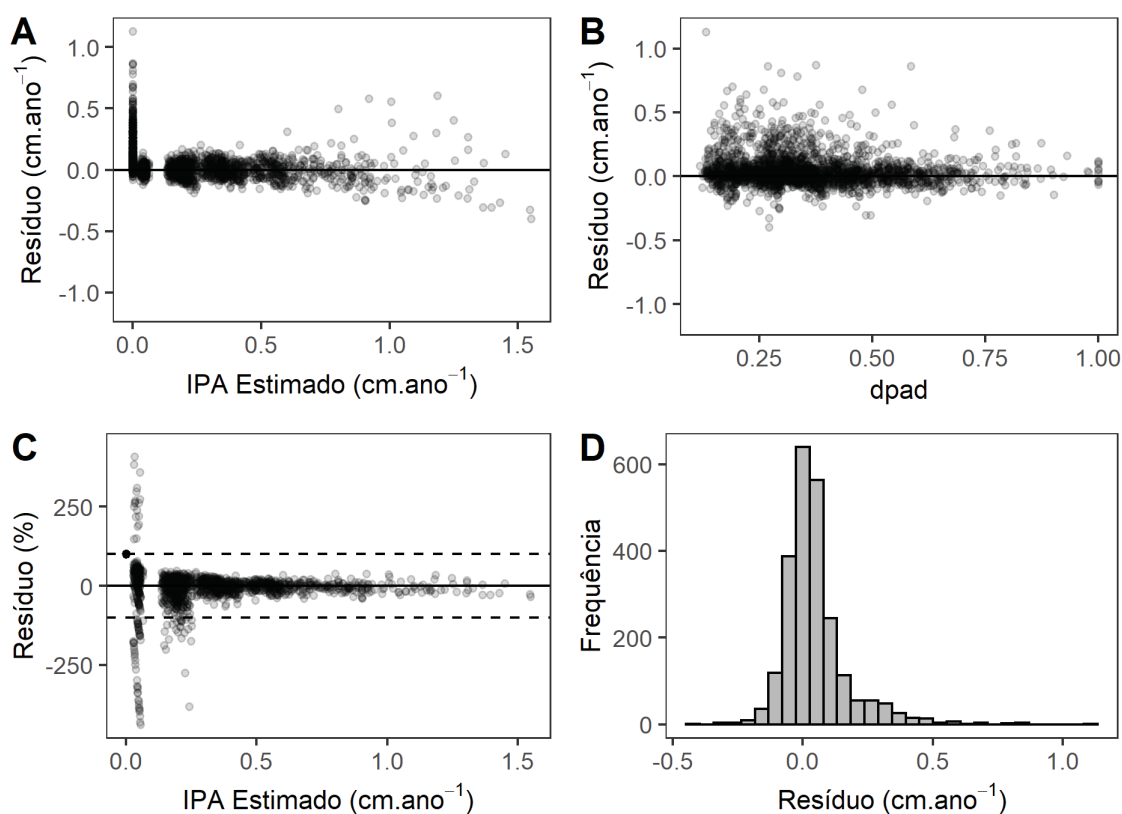 A
1.0
0.5
0.0
-0.5
-1.0
Resíduo (cm.ano⁻¹)
0.0 0.5 1.0 1.5
IPA Estimado (cm.ano⁻¹)
B
1.0
0.5
0.0
-0.5
-1.0
Resíduo (cm.ano⁻¹)
0.25 0.50 0.75 1.00
dpad
C
250
0
-250
Resíduo (%)
0.0 0.5 1.0 1.5
IPA Estimado (cm.ano⁻¹)
D
600
400
200
0
Frequência
-0.5 0.0 0.5 1.0
Resíduo (cm.ano⁻¹)